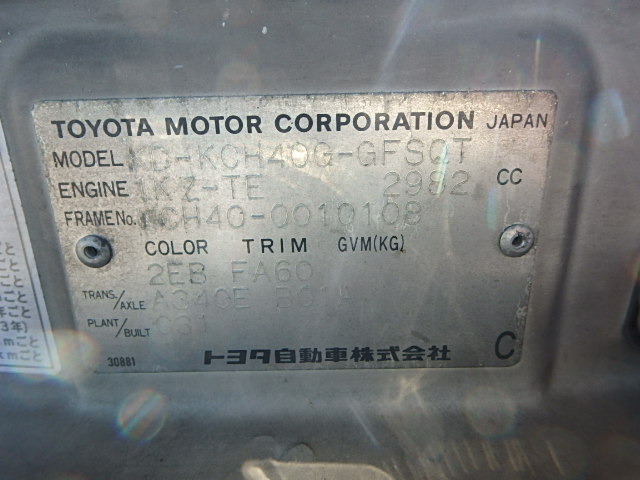 TOYOTA MOTOR CORPORATION JAPAN
MODEL KD-KCH40G-GFSQT
ENGINE 1KZ-TE 2982 CC
FRAME No. KCH40-0010108
COLOR TRIM GVM(KG)
2EB FA60
TRANS./AXLE A340E B01A
PLANT/BUILT
30881 トヨタ自動車株式会社 C